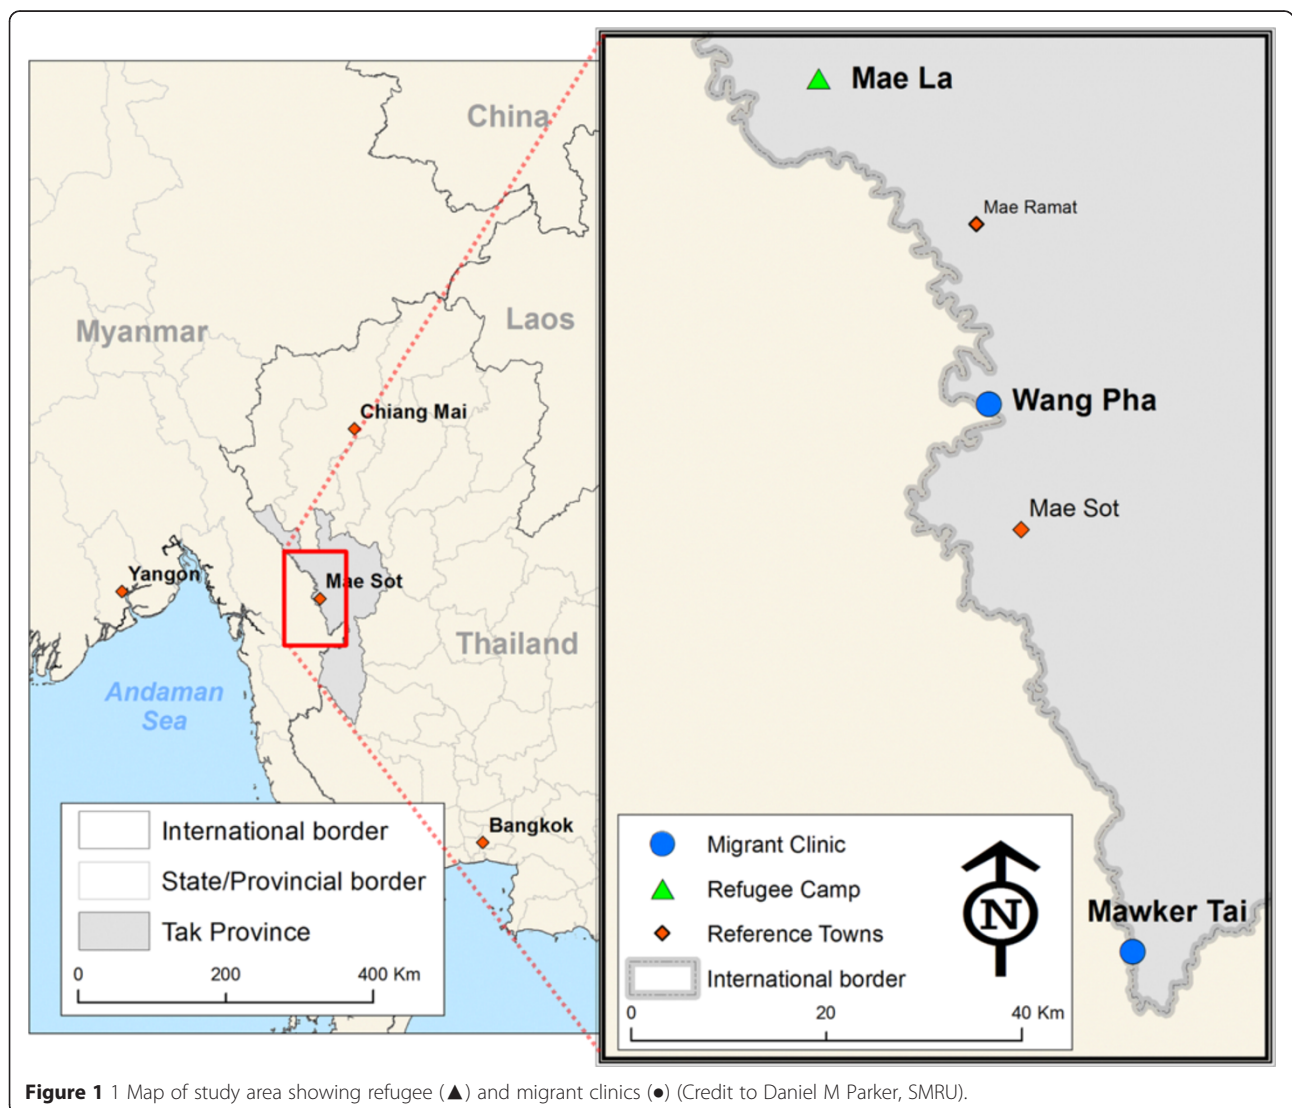 China
Myanmar
Laos
Chiang Mai
Yangon
Mae Sot
Thailand
Andaman
Sea
Bangkok
International border
State/Provincial border
Tak Province
0 200 400 Km
Mae La
Mae Ramat
Wang Pha
Mae Sot
Mawker Tai
Migrant Clinic
Refugee Camp
Reference Towns
International border
N
0 20 40 Km
Figure 1 1 Map of study area showing refugee (▲) and migrant clinics (●) (Credit to Daniel M Parker, SMRU).